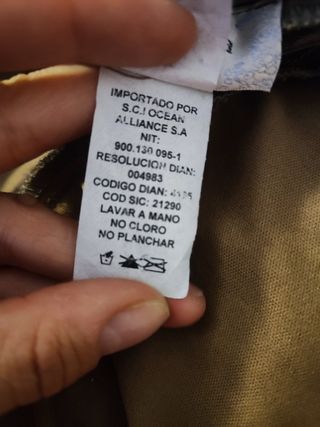 IMPORTADO POR
S.C.I OCEAN
ALLIANCE S.A
NIT:
900.130 095-1
RESOLUCION DIAN:
004983
CODIGO DIAN:
COD SIC: 21290
LAVAR A MANO
NO CLORO
NO PLANCHAR